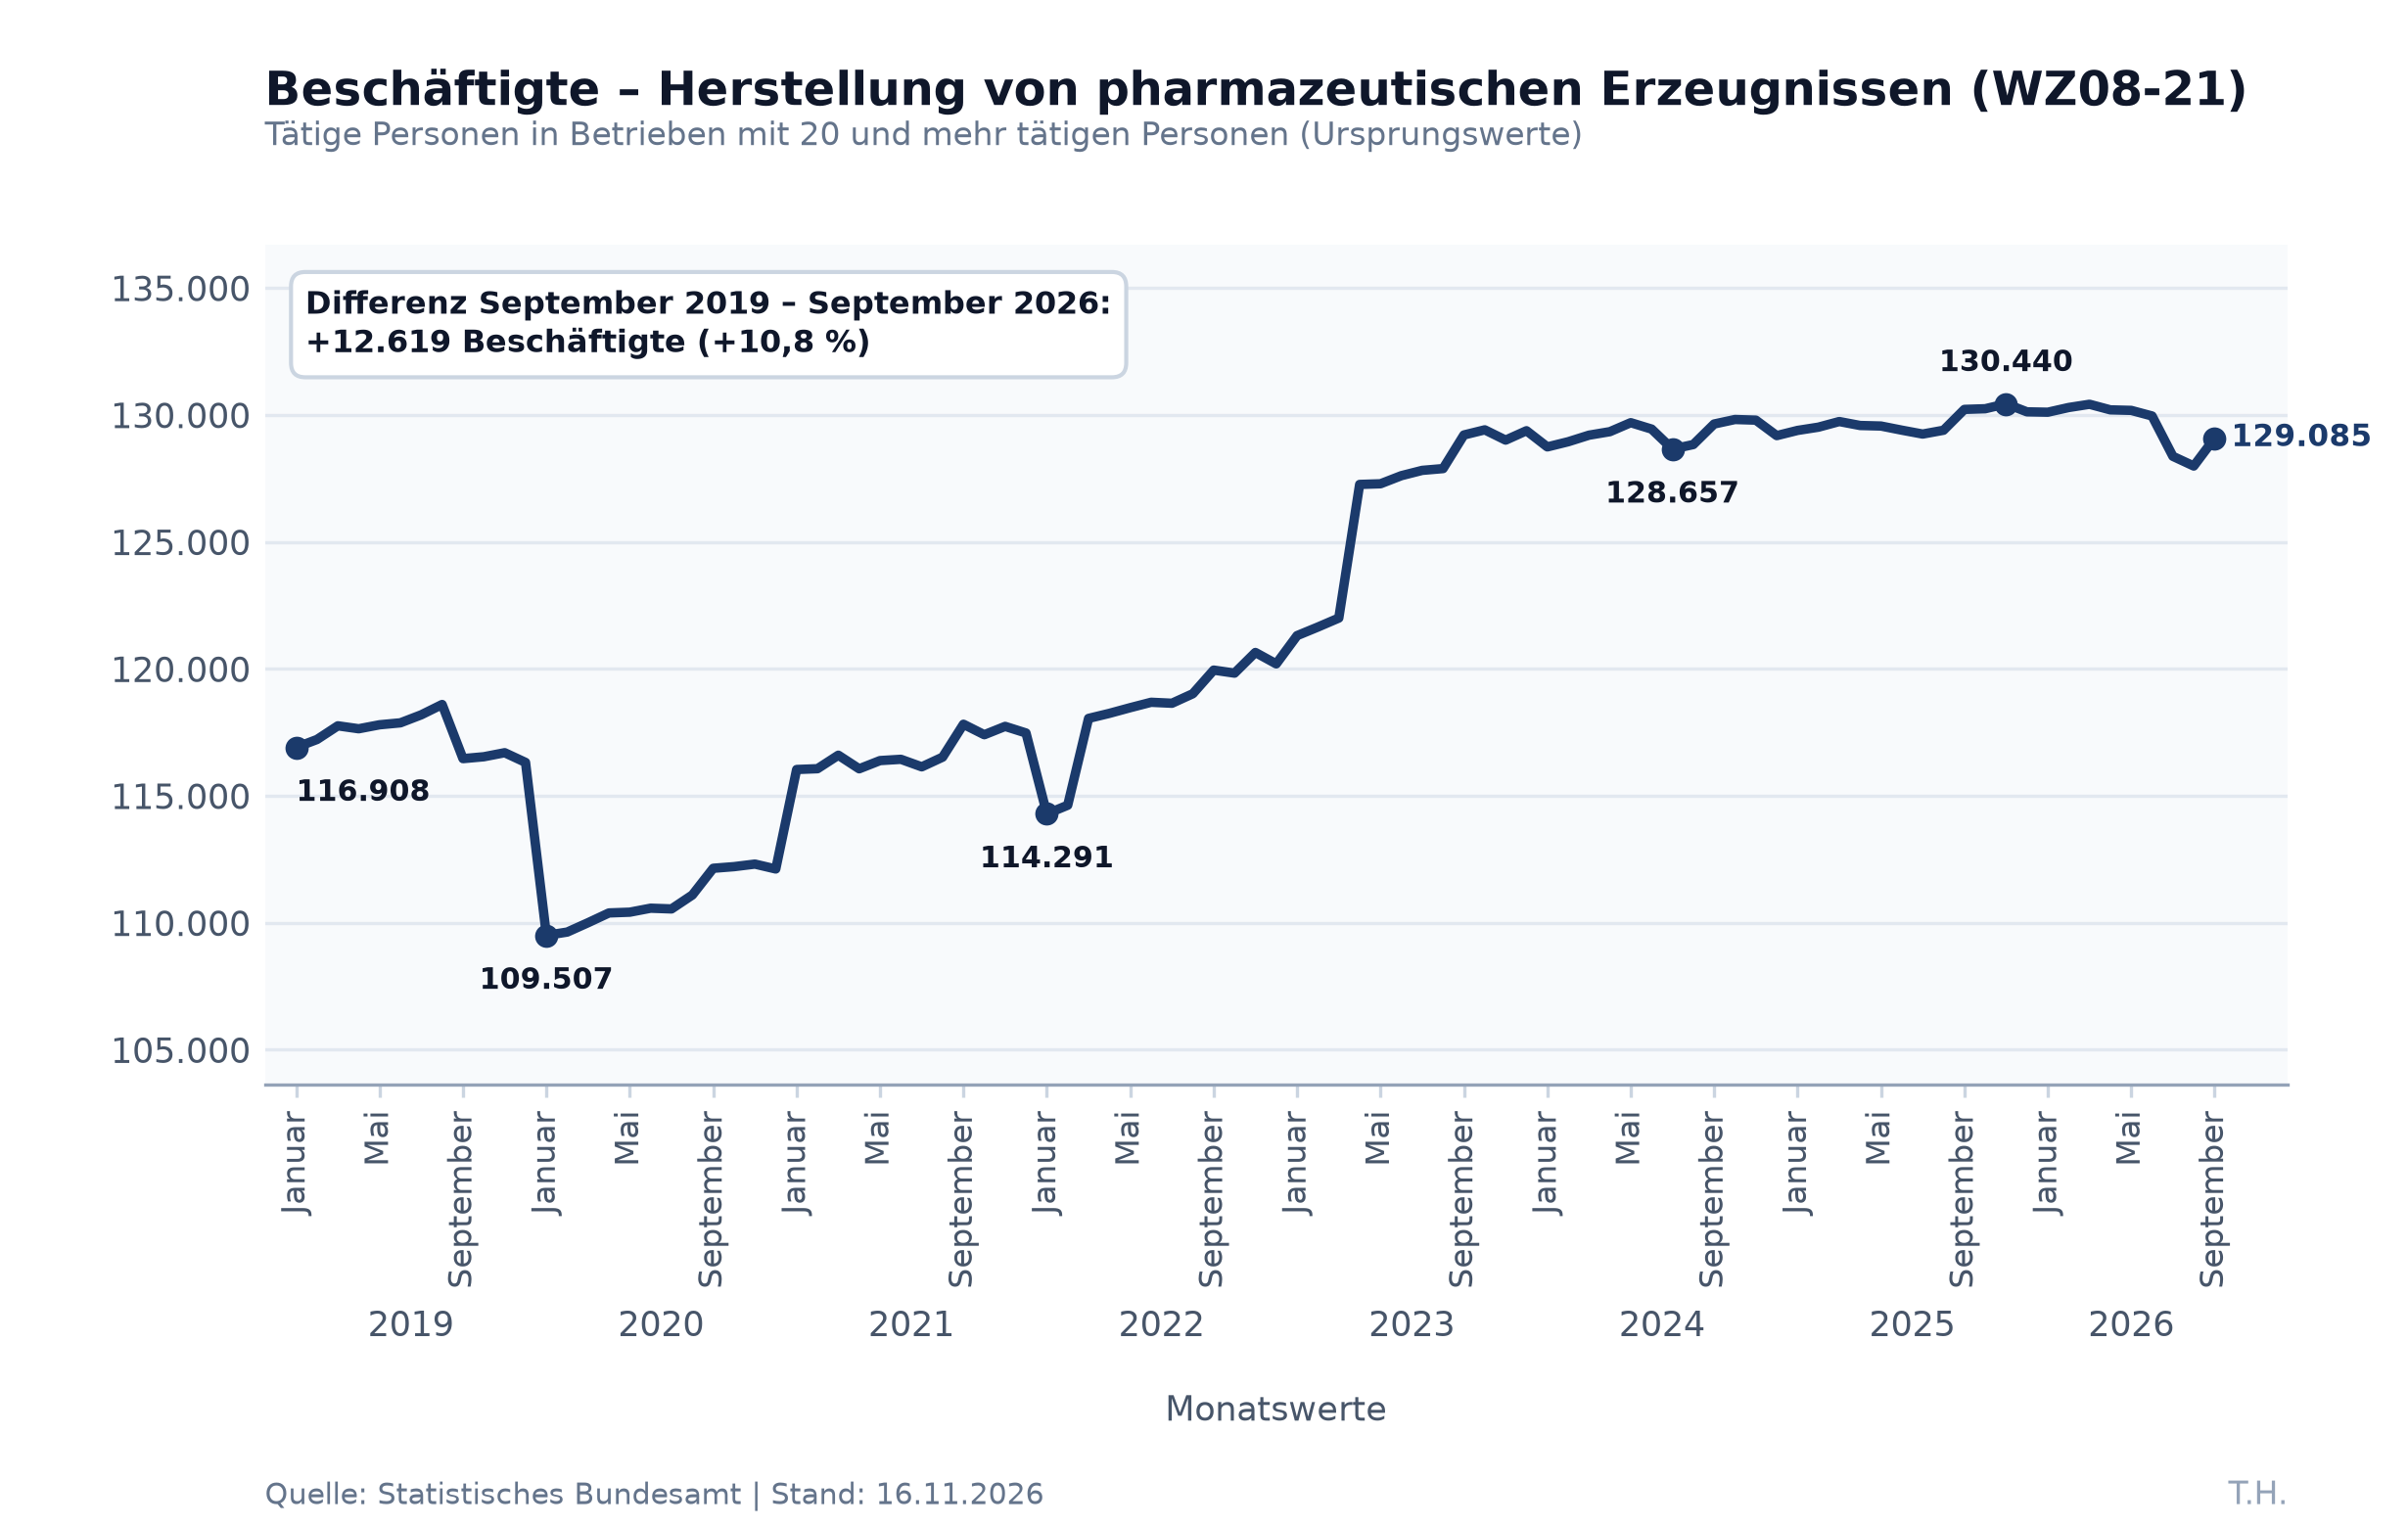 Beschäftigte – Herstellung von pharmazeutischen Erzeugnissen (WZ08-21)
Tätige Personen in Betrieben mit 20 und mehr tätigen Personen (Ursprungswerte)
135.000
Differenz September 2019 – September 2026:
+12.619 Beschäftigte (+10,8 %)
130.440
130.000
129.085
128.657
125.000
120.000
116.908
115.000
114.291
110.000
109.507
105.000
Januar
Mai
September
Januar
Mai
September
Januar
Mai
September
Januar
Mai
September
Januar
Mai
September
Januar
Mai
September
Januar
Mai
September
Januar
Mai
September
2019
2020
2021
2022
2023
2024
2025
2026
Monatswerte
Quelle: Statistisches Bundesamt | Stand: 16.11.2026
T.H.